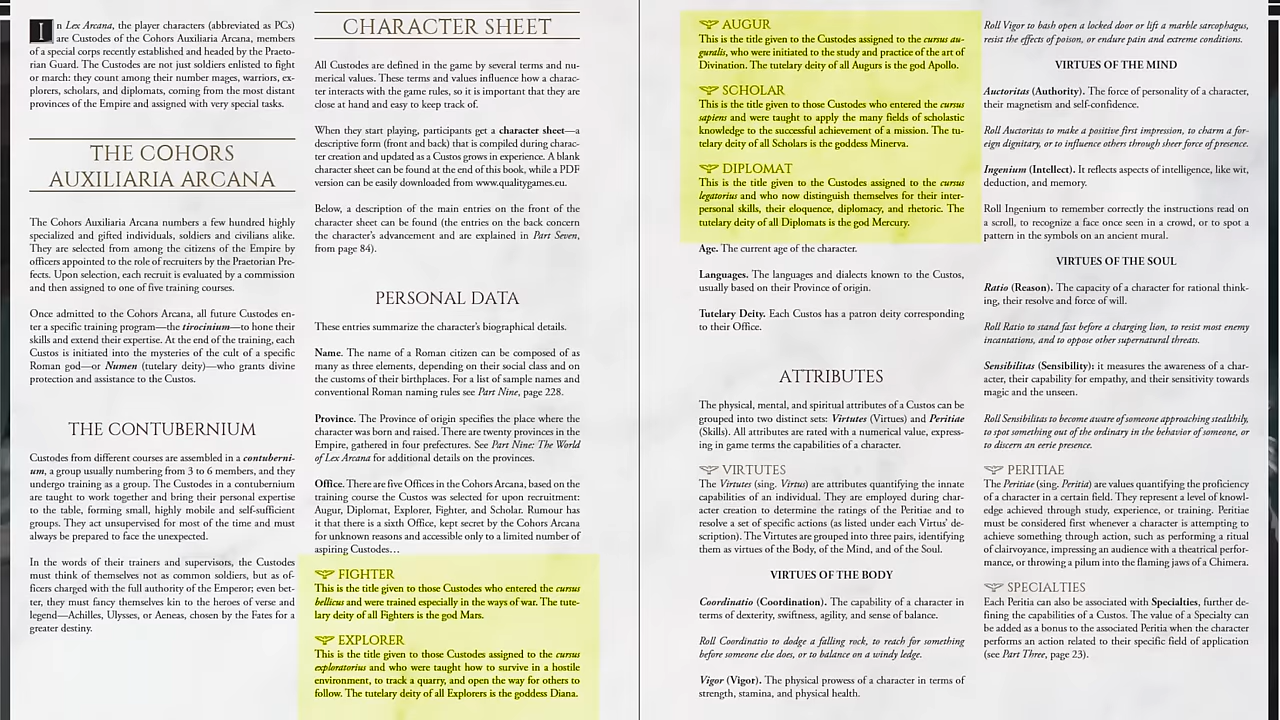 In Lex Arcana, the player characters (abbreviated as PCs)
are Custodes of the Cohors Auxiliaria Arcana, members
of a special corps recently established and headed by the Praeto-
rian Guard. The Custodes are not just soldiers enlisted to fight
or march: they count among their number mages, warriors, ex-
plorers, scholars, and diplomats, coming from the most distant
provinces of the Empire and assigned with very special tasks.
THE COHORS
AUXILIARIA ARCANA
The Cohors Auxiliaria Arcana numbers a few hundred highly
specialized and gifted individuals, soldiers and civilians alike.
They are selected from among the citizens of the Empire by
officers appointed to the role of recruiters by the Praetorian Pre-
fects. Upon selection, each recruit is evaluated by a commission
and then assigned to one of five training courses.
Once admitted to the Cohors Arcana, all future Custodes en-
ter a specific training program—the tirocinium—to hone their
skills and extend their expertise. At the end of the training, each
Custos is initiated into the mysteries of the cult of a specific
Roman god—or Numen (tutelary deity)—who grants divine
protection and assistance to the Custos.
THE CONTUBERNIUM
Custodes from different courses are assembled in a contuberni-
um, a group usually numbering from 3 to 6 members, and they
undergo training as a group. The Custodes in a contubernium
are taught to work together and bring their personal expertise
to the table, forming small, highly mobile and self-sufficient
groups. They act unsupervised for most of the time and must
always be prepared to face the unexpected.
In the words of their trainers and supervisors, the Custodes
must think of themselves not as common soldiers, but as of-
ficers charged with the full authority of the Emperor; even bet-
ter, they must fancy themselves kin to the heroes of verse and
legend—Achilles, Ulysses, or Aeneas, chosen by the Fates for a
greater destiny.
CHARACTER SHEET
All Custodes are defined in the game by several terms and nu-
merical values. These terms and values influence how a charac-
ter interacts with the game rules, so it is important that they are
close at hand and easy to keep track of.
When they start playing, participants get a character sheet—a
descriptive form (front and back) that is compiled during charac-
ter creation and updated as a Custos grows in experience. A blank
character sheet can be found at the end of this book, while a PDF
version can be easily downloaded from www.qualitygames.eu.
Below, a description of the main entries on the front of the
character sheet can be found (the entries on the back concern
the character's advancement and are explained in Part Seven,
from page 84).
PERSONAL DATA
These entries summarize the character's biographical details.
Name. The name of a Roman citizen can be composed of as
many as three elements, depending on their social class and on
the customs of their birthplaces. For a list of sample names and
conventional Roman naming rules see Part Nine, page 228.
Province. The Province of origin specifies the place where the
character was born and raised. There are twenty provinces in the
Empire, gathered in four prefectures. See Part Nine: The World
of Lex Arcana for additional details on the provinces.
Office. There are five Offices in the Cohors Arcana, based on the
training course the Custos was selected for upon recruitment:
Augur, Diplomat, Explorer, Fighter, and Scholar. Rumour has
it that there is a sixth Office, kept secret by the Cohors Arcana
for unknown reasons and accessible only to a limited number of
aspiring Custodes…
FIGHTER
This is the title given to those Custodes who entered the cursus
bellicus and were trained especially in the ways of war. The tute-
lary deity of all Fighters is the god Mars.
EXPLORER
This is the title given to those Custodes assigned to the cursus
exploratorius and who were taught how to survive in a hostile
environment, to track a quarry, and open the way for others to
follow. The tutelary deity of all Explorers is the goddess Diana.
AUGUR
This is the title given to the Custodes assigned to the cursus au-
guralis, who were initiated to the study and practice of the art of
Divination. The tutelary deity of all Augurs is the god Apollo.
SCHOLAR
This is the title given to those Custodes who entered the cursus
sapiens and were taught to apply the many fields of scholastic
knowledge to the successful achievement of a mission. The tu-
telary deity of all Scholars is the goddess Minerva.
DIPLOMAT
This is the title given to the Custodes assigned to the cursus
legatorius and who now distinguish themselves for their inter-
personal skills, their eloquence, diplomacy, and rhetoric. The
tutelary deity of all Diplomats is the god Mercury.
Age. The current age of the character.
Languages. The languages and dialects known to the Custos,
usually based on their Province of origin.
Tutelary Deity. Each Custos has a patron deity corresponding
to their Office.
ATTRIBUTES
The physical, mental, and spiritual attributes of a Custos can be
grouped into two distinct sets: Virtutes (Virtues) and Peritiae
(Skills). All attributes are rated with a numerical value, express-
ing in game terms the capabilities of a character.
VIRTUTES
The Virtutes (sing. Virtus) are attributes quantifying the innate
capabilities of an individual. They are employed during char-
acter creation to determine the ratings of the Peritiae and to
resolve a set of specific actions (as listed under each Virtus' de-
scription). The Virtutes are grouped into three pairs, identifying
them as virtues of the Body, of the Mind, and of the Soul.
VIRTUES OF THE BODY
Coordinatio (Coordination). The capability of a character in
terms of dexterity, swiftness, agility, and sense of balance.
Roll Coordinatio to dodge a falling rock, to reach for something
before someone else does, or to balance on a windy ledge.
Vigor (Vigor). The physical prowess of a character in terms of
strength, stamina, and physical health.
Roll Vigor to bash open a locked door or lift a marble sarcophagus,
resist the effects of poison, or endure pain and extreme conditions.
VIRTUES OF THE MIND
Auctoritas (Authority). The force of personality of a character,
their magnetism and self-confidence.
Roll Auctoritas to make a positive first impression, to charm a for-
eign dignitary, or to influence others through sheer force of presence.
Ingenium (Intellect). It reflects aspects of intelligence, like wit,
deduction, and memory.
Roll Ingenium to remember correctly the instructions read on
a scroll, to recognize a face once seen in a crowd, or to spot a
pattern in the symbols on an ancient mural.
VIRTUES OF THE SOUL
Ratio (Reason). The capacity of a character for rational think-
ing, their resolve and force of will.
Roll Ratio to stand fast before a charging lion, to resist most enemy
incantations, and to oppose other supernatural threats.
Sensibilitas (Sensibility): it measures the awareness of a char-
acter, their capability for empathy, and their sensitivity towards
magic and the unseen.
Roll Sensibilitas to become aware of someone approaching stealthily,
to spot something out of the ordinary in the behavior of someone, or
to discern an eerie presence.
PERITIAE
The Peritiae (sing. Peritia) are values quantifying the proficiency
of a character in a certain field. They represent a level of knowl-
edge achieved through study, experience, or training. Peritiae
must be considered first whenever a character is attempting to
achieve something through action, such as performing a ritual
of clairvoyance, impressing an audience with a theatrical perfor-
mance, or throwing a pilum into the flaming jaws of a Chimera.
SPECIALTIES
Each Peritia can also be associated with Specialties, further de-
fining the capabilities of a Custos. The value of a Specialty can
be added as a bonus to the associated Peritia when the character
performs an action related to their specific field of application
(see Part Three, page 23).